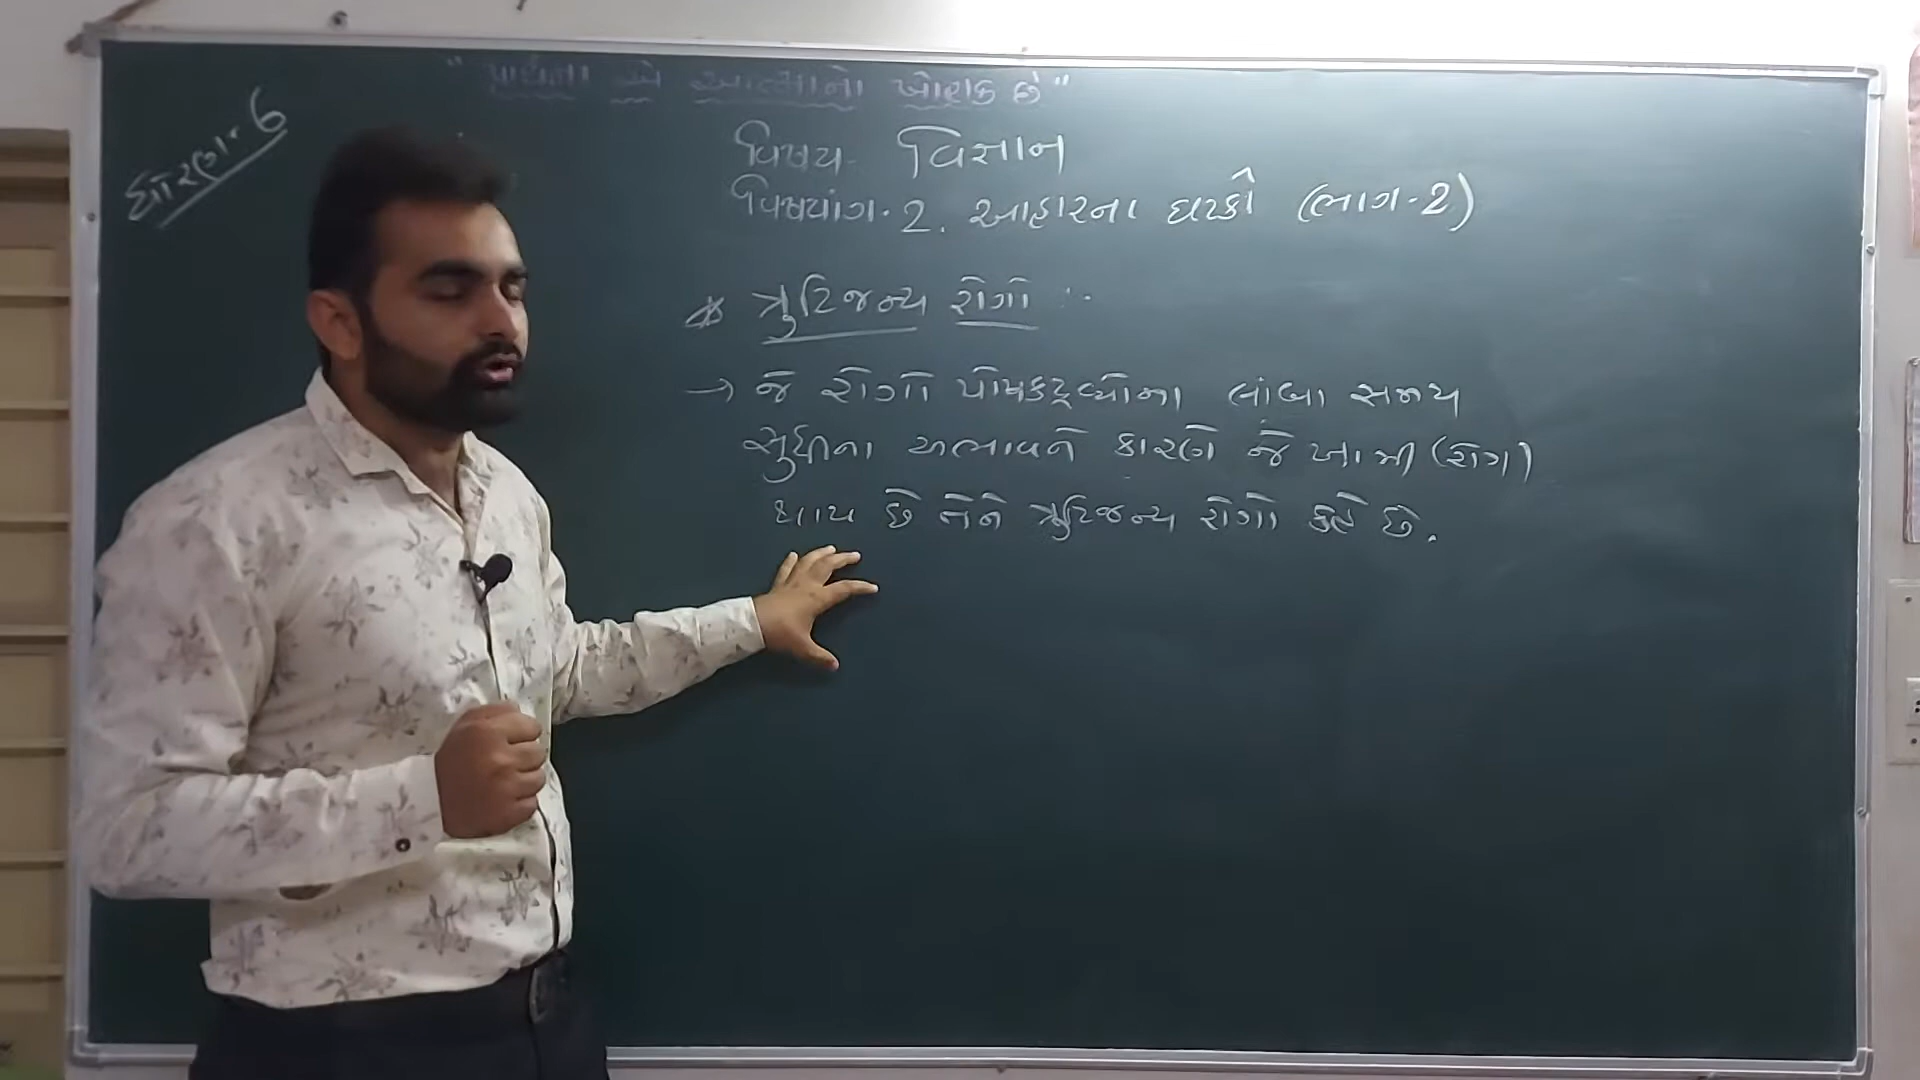 "પ્રાર્થના એ આત્માનો ખોરાક છે"
ધોરણ. 6
વિષય - વિજ્ઞાન
વિષયાંગ. 2. આહારના ઘટકો (ભાગ-2)
* ત્રુટિજન્ય રોગો :-
→ જે રોગો પોષકદ્રવ્યોના લાંબા સમય
સુધીના અભાવને કારણે જે ખામી (રોગ)
થાય છે તેને ત્રુટિજન્ય રોગો કહે છે.